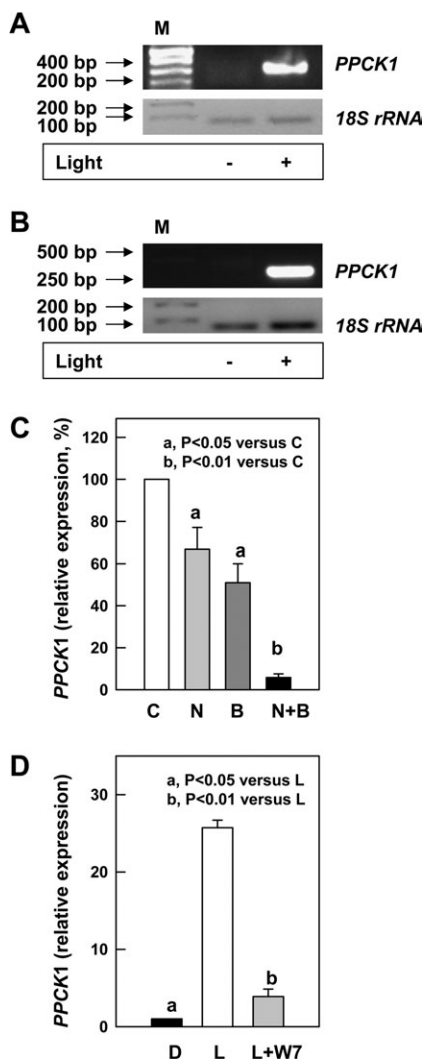 A
M
400 bp
200 bp
PPCK1
200 bp
100 bp
18S rRNA
Light - +
B
M
500 bp
250 bp
PPCK1
200 bp
100 bp
18S rRNA
Light - +
C
PPCK1 (relative expression, %)
120
100
80
60
40
20
0
a, P<0.05 versus C
b, P<0.01 versus C
a
a
b
C N B N+B
D
PPCK1 (relative expression)
30
20
10
0
a, P<0.05 versus L
b, P<0.01 versus L
a
b
D L L+W7